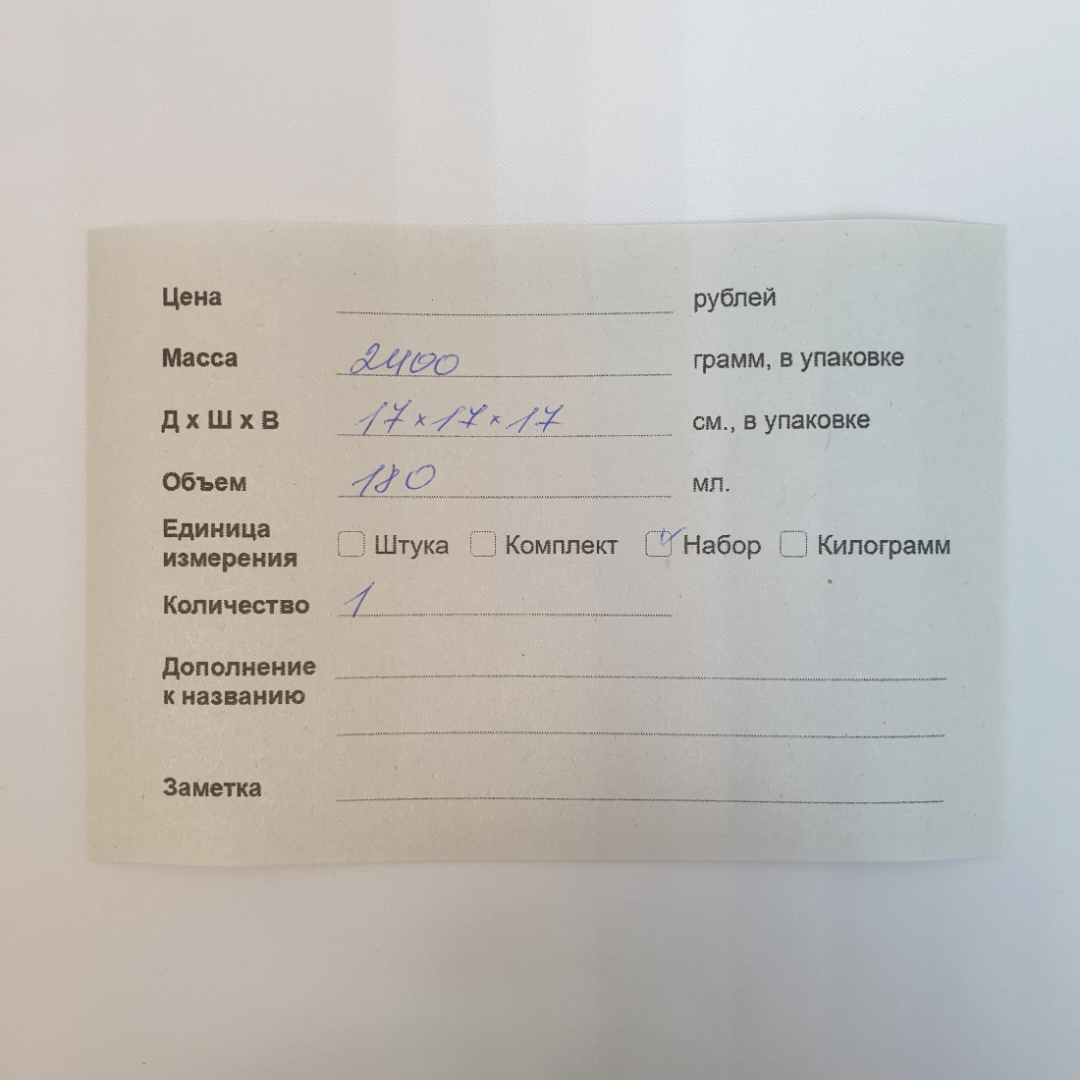 Цена рублей
Масса 2400 грамм, в упаковке
Д х Ш х В 17×17×17 см., в упаковке
Объем 180 мл.
Единица
измерения Штука Комплект Набор Килограмм
Количество 1
Дополнение
к названию
Заметка